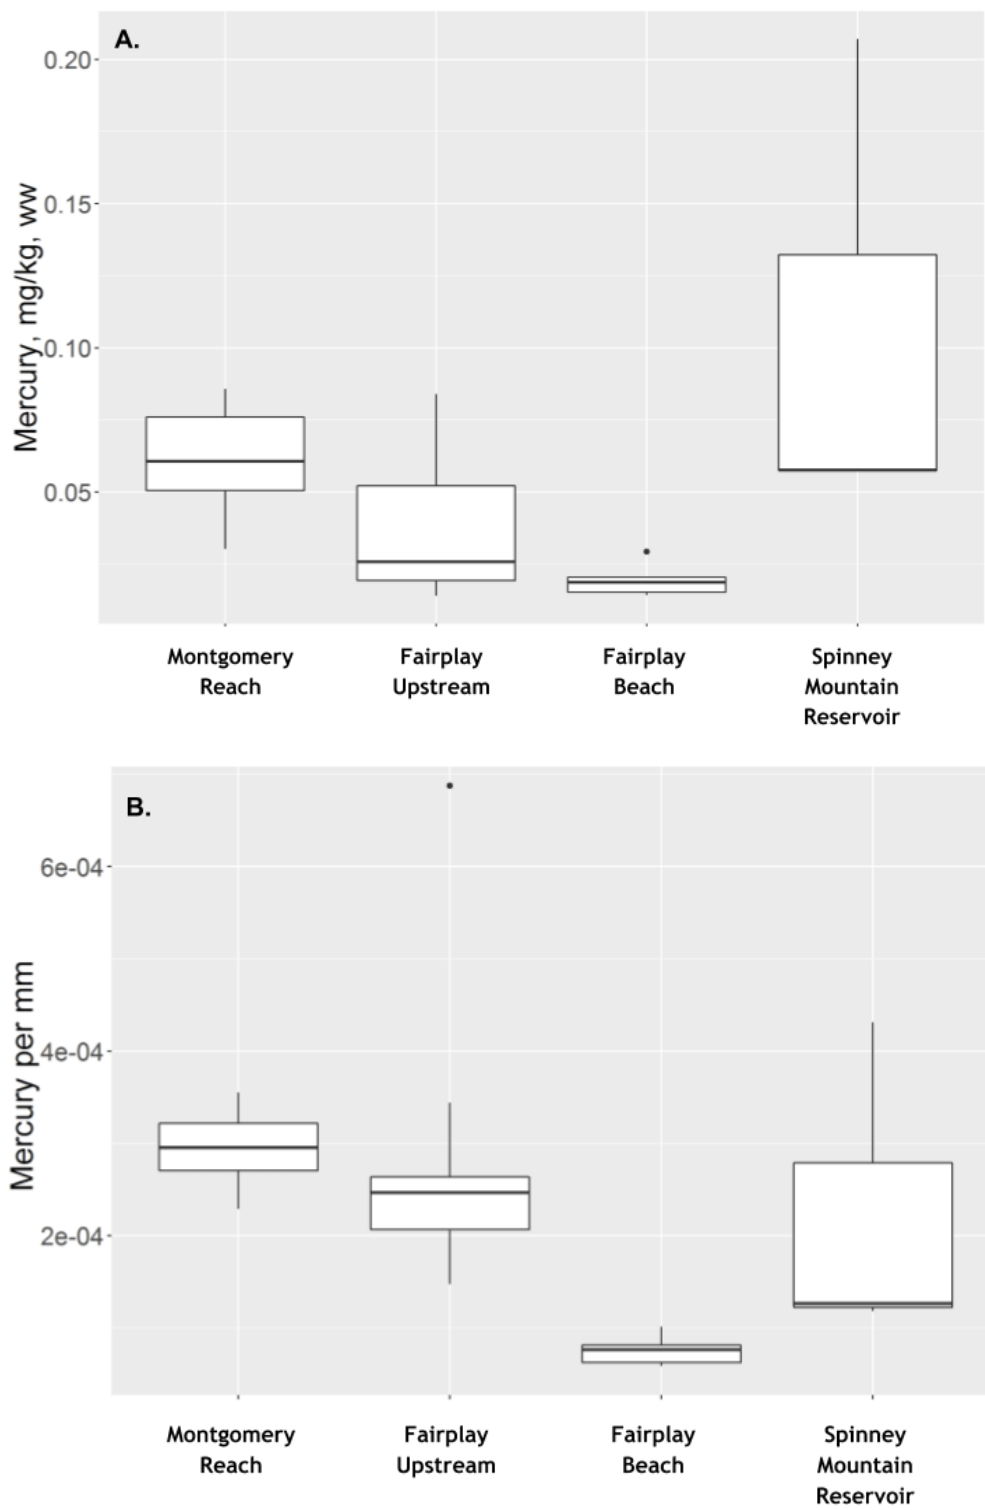 A.
0.20
0.15
0.10
0.05
Mercury, mg/kg, ww
Montgomery Reach
Fairplay Upstream
Fairplay Beach
Spinney Mountain Reservoir
B.
6e-04
4e-04
2e-04
Mercury per mm
Montgomery Reach
Fairplay Upstream
Fairplay Beach
Spinney Mountain Reservoir